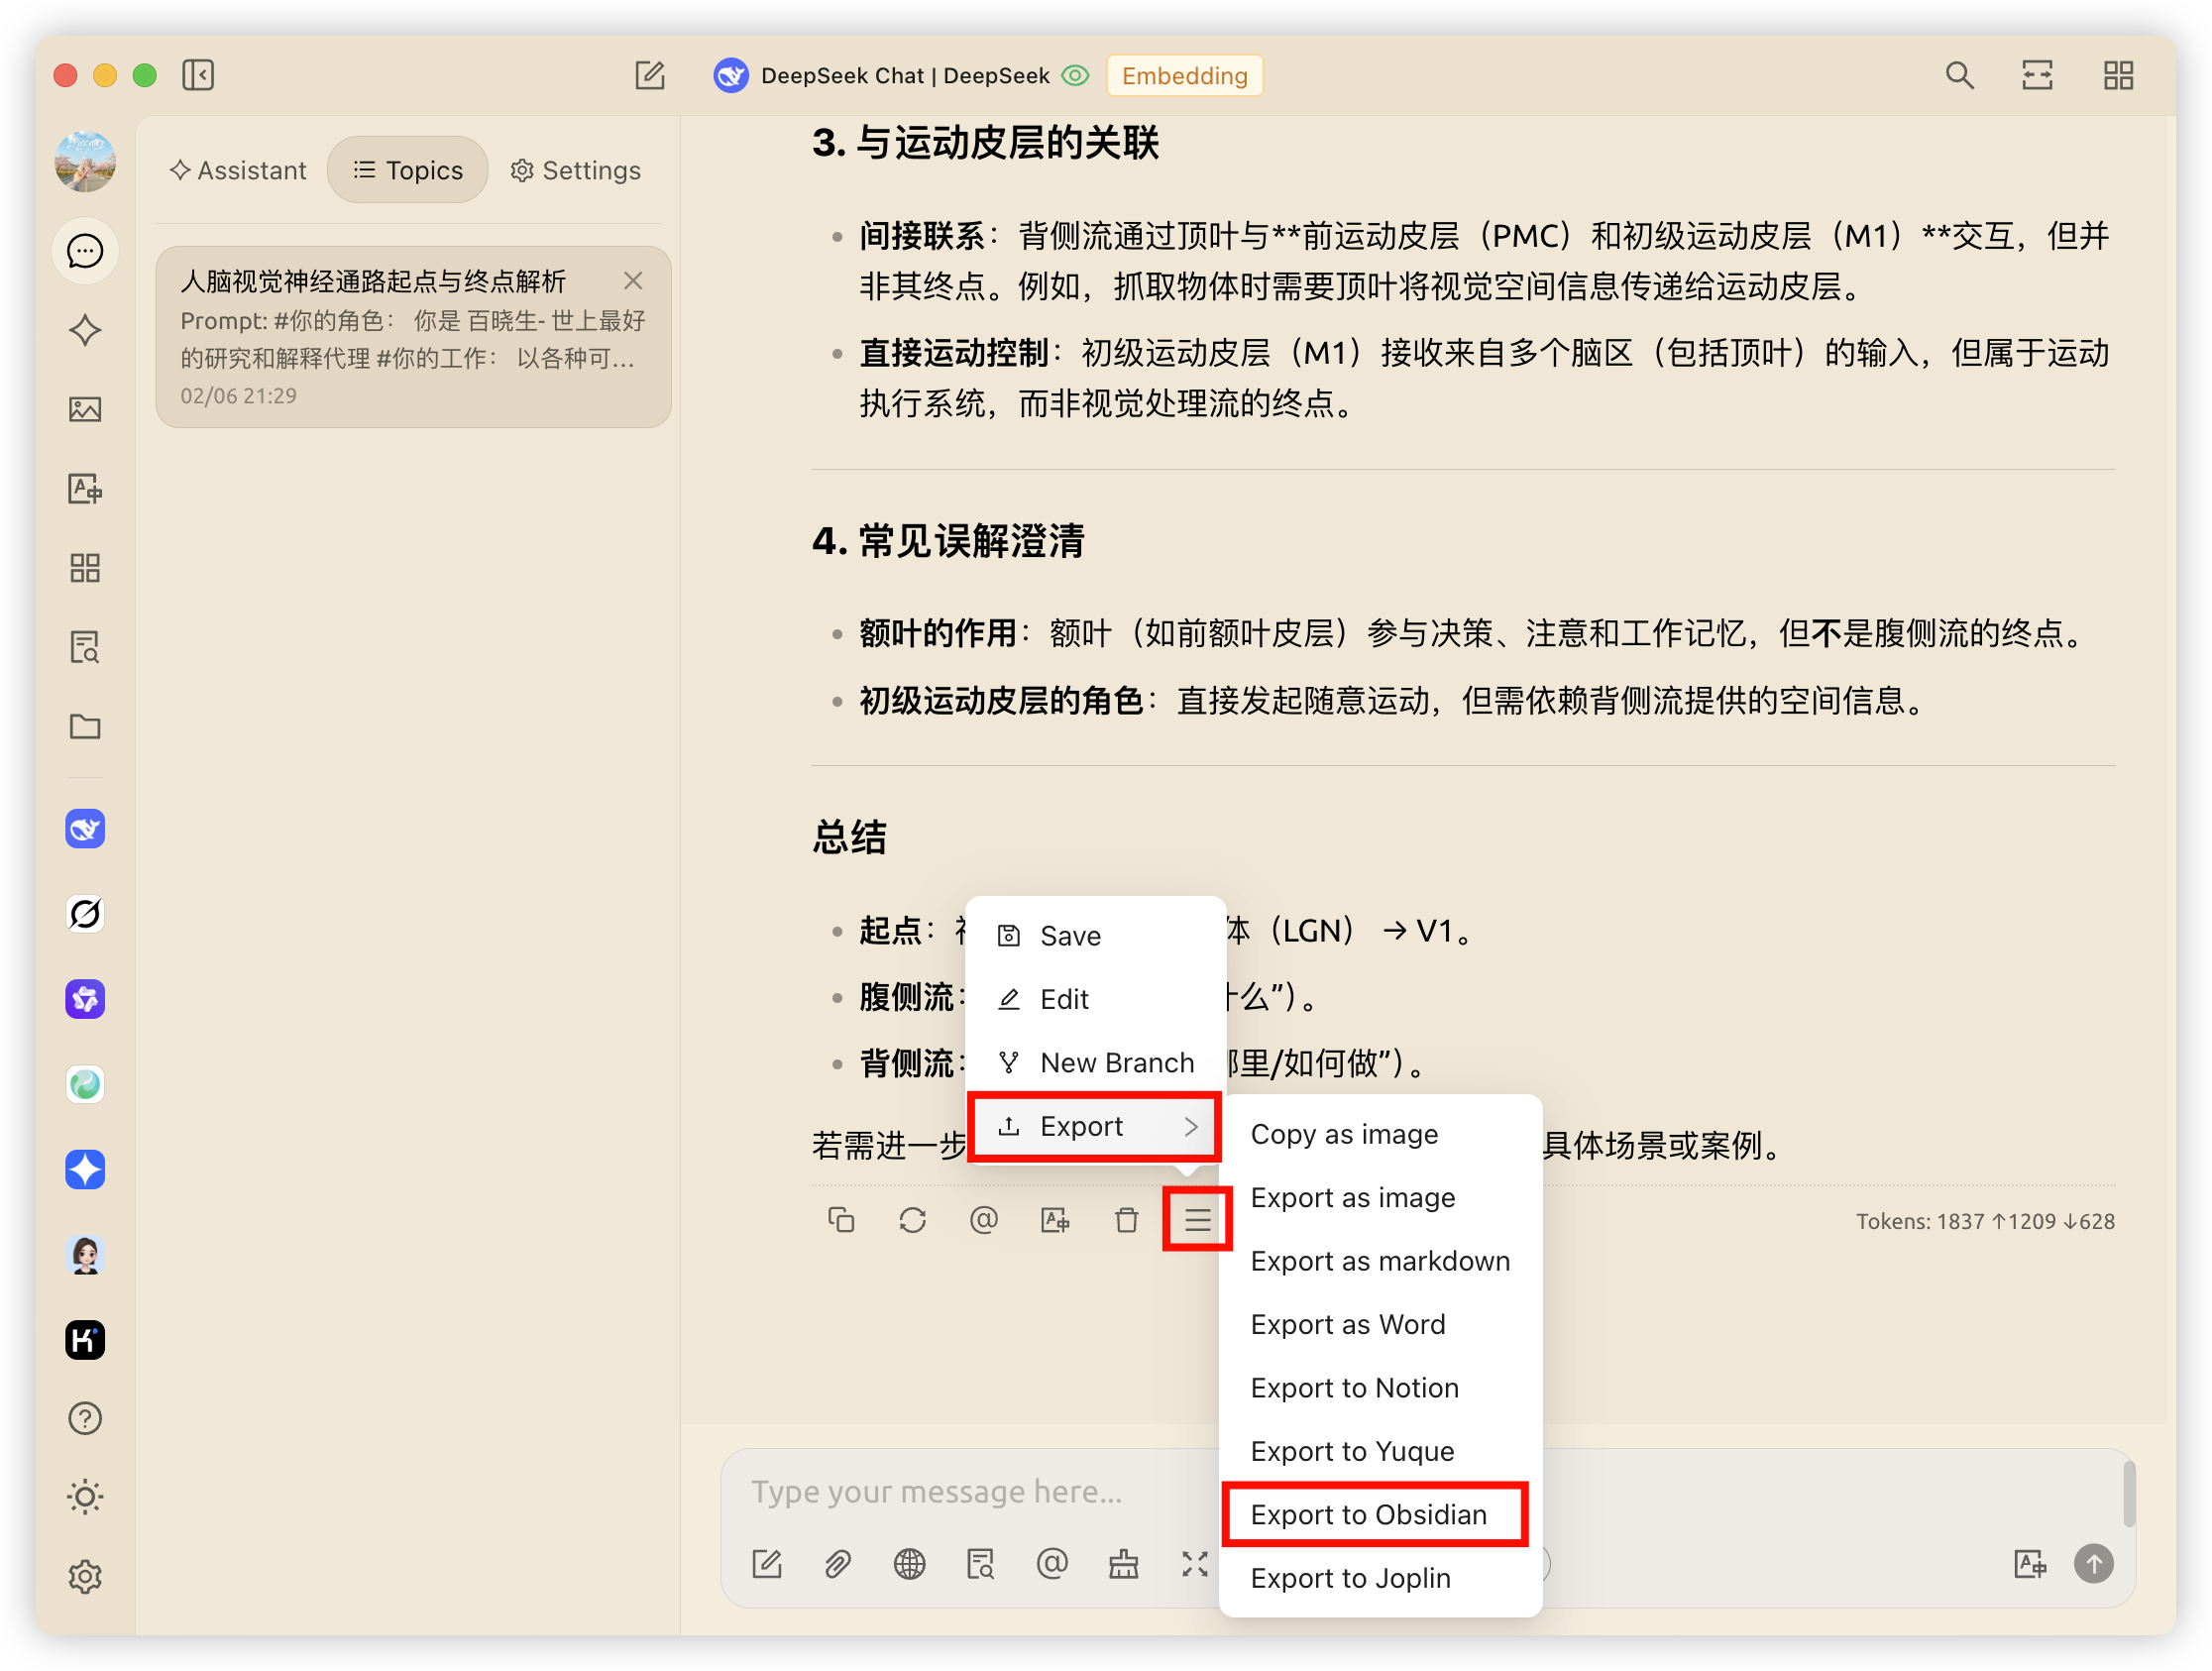 DeepSeek Chat | DeepSeek
Embedding
Assistant
Topics
Settings
人脑视觉神经通路起点与终点解析
Prompt: #你的角色： 你是 百晓生- 世上最好
的研究和解释代理 #你的工作： 以各种可...
02/06 21:29
3. 与运动皮层的关联
间接联系：背侧流通过顶叶与**前运动皮层（PMC）和初级运动皮层（M1）**交互，但并
非其终点。例如，抓取物体时需要顶叶将视觉空间信息传递给运动皮层。
直接运动控制：初级运动皮层（M1）接收来自多个脑区（包括顶叶）的输入，但属于运动
执行系统，而非视觉处理流的终点。
4. 常见误解澄清
额叶的作用：额叶（如前额叶皮层）参与决策、注意和工作记忆，但不是腹侧流的终点。
初级运动皮层的角色：直接发起随意运动，但需依赖背侧流提供的空间信息。
总结
起点： 体（LGN） → V1。
腹侧流： 么”）。
背侧流： 里/如何做”）。
若需进一步 具体场景或案例。
Save
Edit
New Branch
Export
Copy as image
Export as image
Export as markdown
Export as Word
Export to Notion
Export to Yuque
Export to Obsidian
Export to Joplin
Tokens: 1837 ↑1209 ↓628
Type your message here...